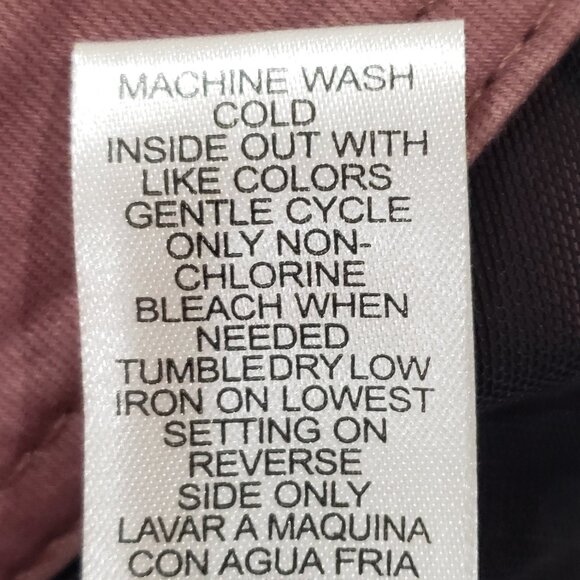 MACHINE WASH
COLD
INSIDE OUT WITH
LIKE COLORS
GENTLE CYCLE
ONLY NON-
CHLORINE
BLEACH WHEN
NEEDED
TUMBLEDRY LOW
IRON ON LOWEST
SETTING ON
REVERSE
SIDE ONLY
LAVAR A MAQUINA
CON AGUA FRIA